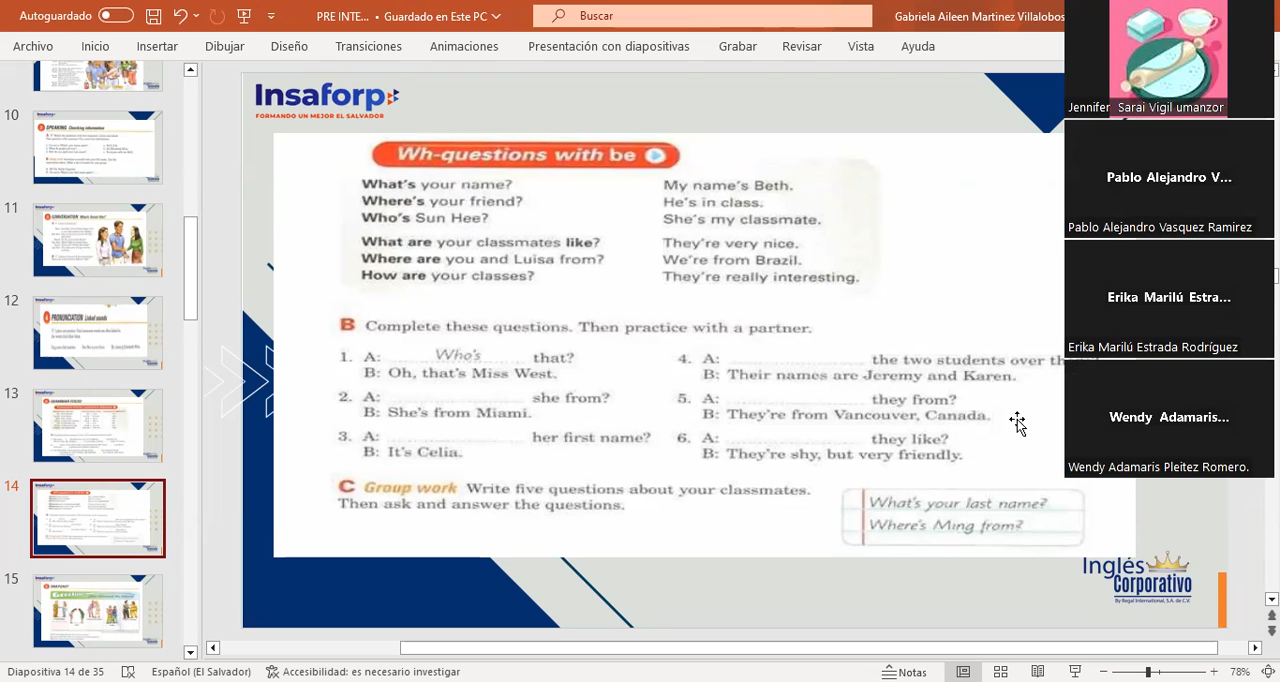 Autoguardado
PRE INTE... • Guardado en Este PC
Buscar
Gabriela Aileen Martinez Villalobos
Archivo Inicio Insertar Dibujar Diseño Transiciones Animaciones Presentación con diapositivas Grabar Revisar Vista Ayuda
10
11
12
13
14
15
Insaforp
FORMANDO UN MEJOR EL SALVADOR
Wh-questions with be
What's your name? My name's Beth.
Where's your friend? He's in class.
Who's Sun Hee? She's my classmate.
What are your classmates like? They're very nice.
Where are you and Luisa from? We're from Brazil.
How are your classes? They're really interesting.
B Complete these questions. Then practice with a partner.
1. A: Who's that?
B: Oh, that's Miss West.
2. A: she from?
B: She's from Miami.
3. A: her first name?
B: It's Celia.
4. A: the two students over
B: Their names are Jeremy and Karen.
5. A: they from?
B: They're from Vancouver, Canada.
6. A: they like?
B: They're shy, but very friendly.
C Group work Write five questions about your classmates.
Then ask and answer the questions.
What's your last name?
Where's Ming from?
Inglés
Corporativo
By Regal International, S.A. de C.V.
Jennifer Sarai Vigil umanzor
Pablo Alejandro V...
Pablo Alejandro Vasquez Ramirez
Erika Marilú Estra...
Erika Marilú Estrada Rodríguez
Wendy Adamaris...
Wendy Adamaris Pleitez Romero.
Diapositiva 14 de 35 Español (El Salvador) Accesibilidad: es necesario investigar Notas 78%